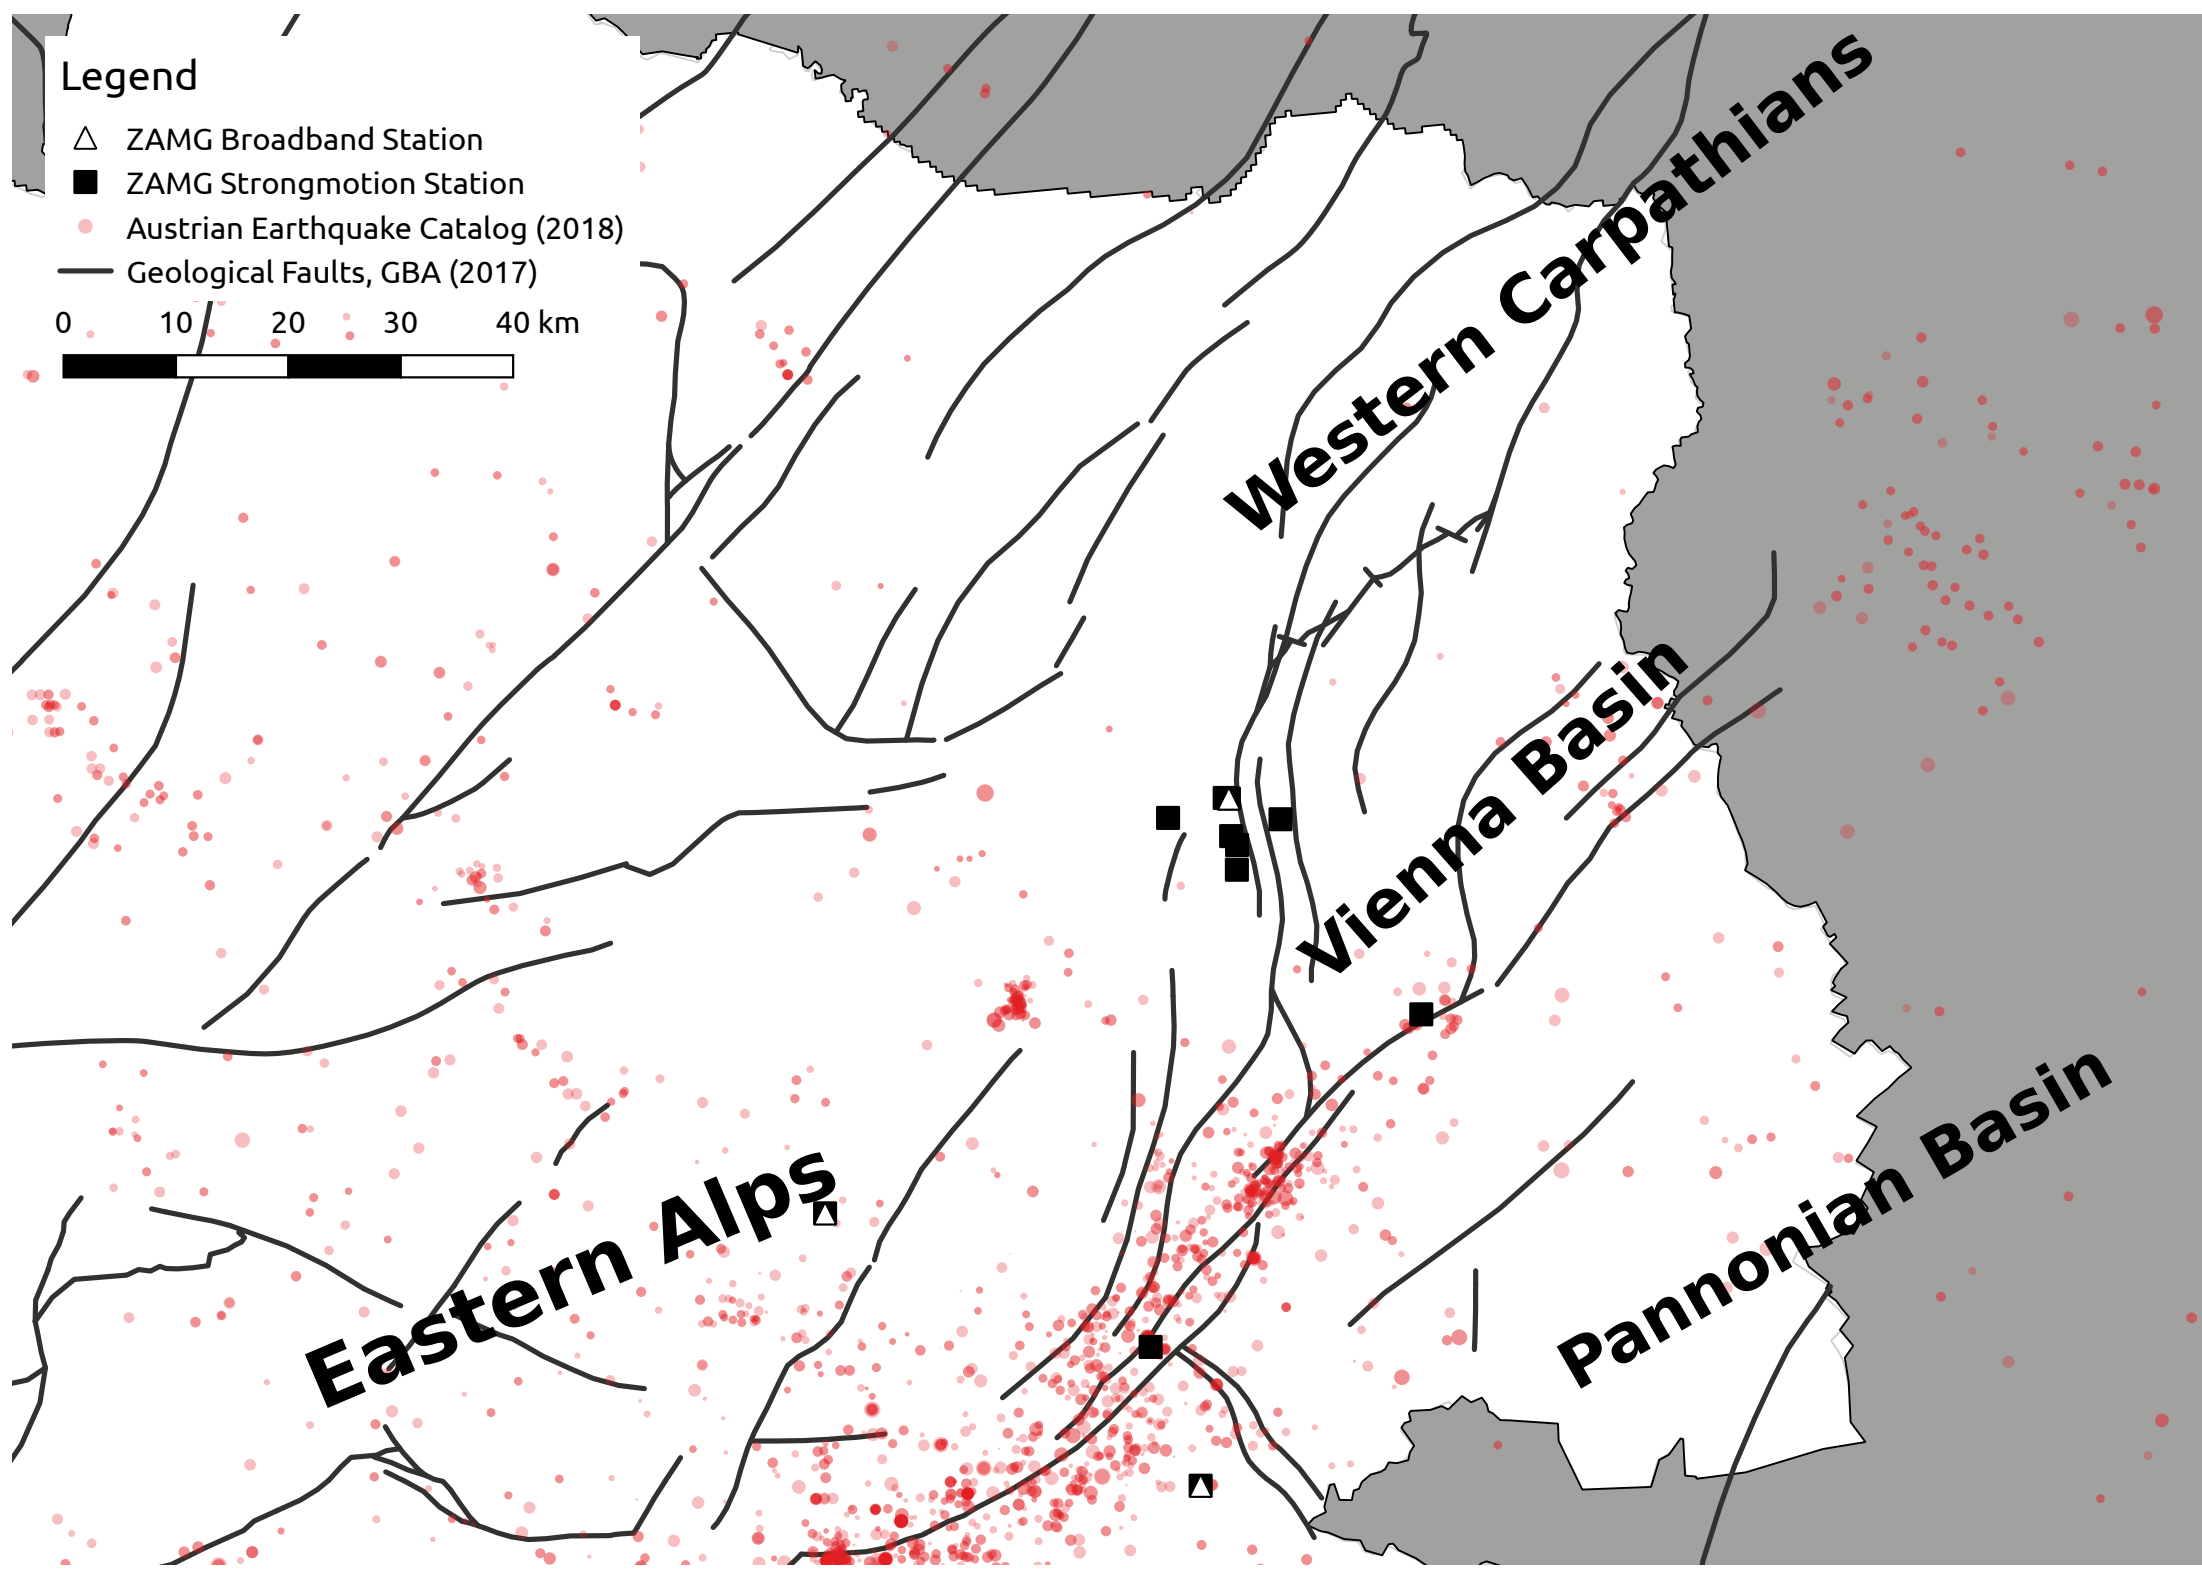 Legend
ZAMG Broadband Station
ZAMG Strongmotion Station
Austrian Earthquake Catalog (2018)
Geological Faults, GBA (2017)
0 10 20 30 40 km
Western Carpathians
Vienna Basin
Eastern Alps
Pannonian Basin